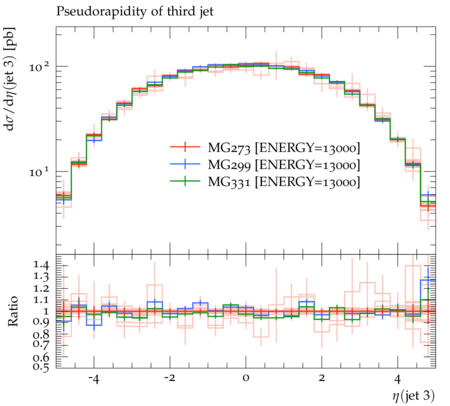 Pseudorapidity of third jet
dσ/dη(jet 3) [pb]
10²
10¹
MG273 [ENERGY=13000]
MG299 [ENERGY=13000]
MG331 [ENERGY=13000]
Ratio
1.4
1.3
1.2
1.1
1
0.9
0.8
0.7
0.6
0.5
-4 -2 0 2 4
η(jet 3)